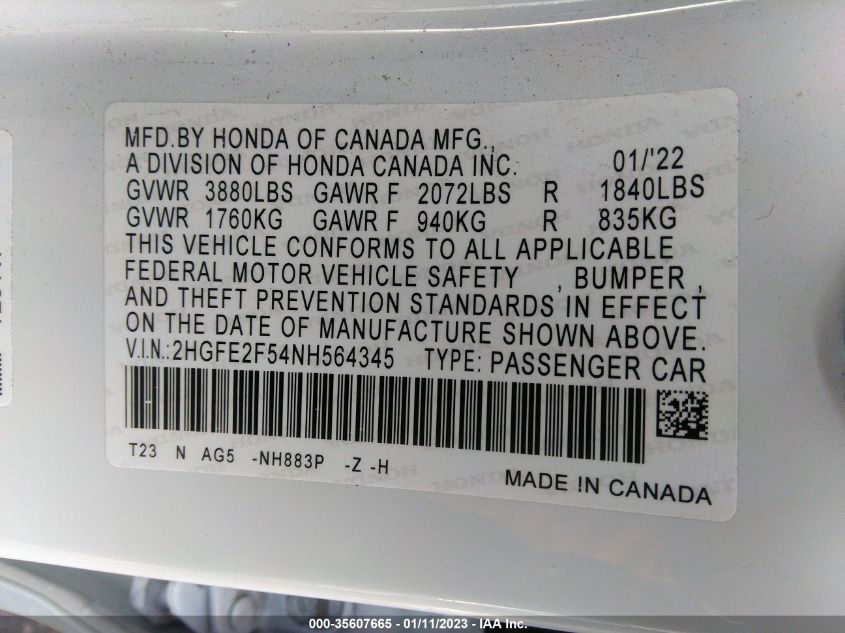 MFD.BY HONDA OF CANADA MFG.,
A DIVISION OF HONDA CANADA INC. 01/'22
GVWR 3880LBS GAWR F 2072LBS R 1840LBS
GVWR 1760KG GAWR F 940KG R 835KG
THIS VEHICLE CONFORMS TO ALL APPLICABLE
FEDERAL MOTOR VEHICLE SAFETY , BUMPER ,
AND THEFT PREVENTION STANDARDS IN EFFECT
ON THE DATE OF MANUFACTURE SHOWN ABOVE.
V.I.N.:2HGFE2F54NH564345 TYPE: PASSENGER CAR
T23 N AG5 -NH883P -Z -H
MADE IN CANADA
000-35607665 - 01/11/2023 - IAA Inc.